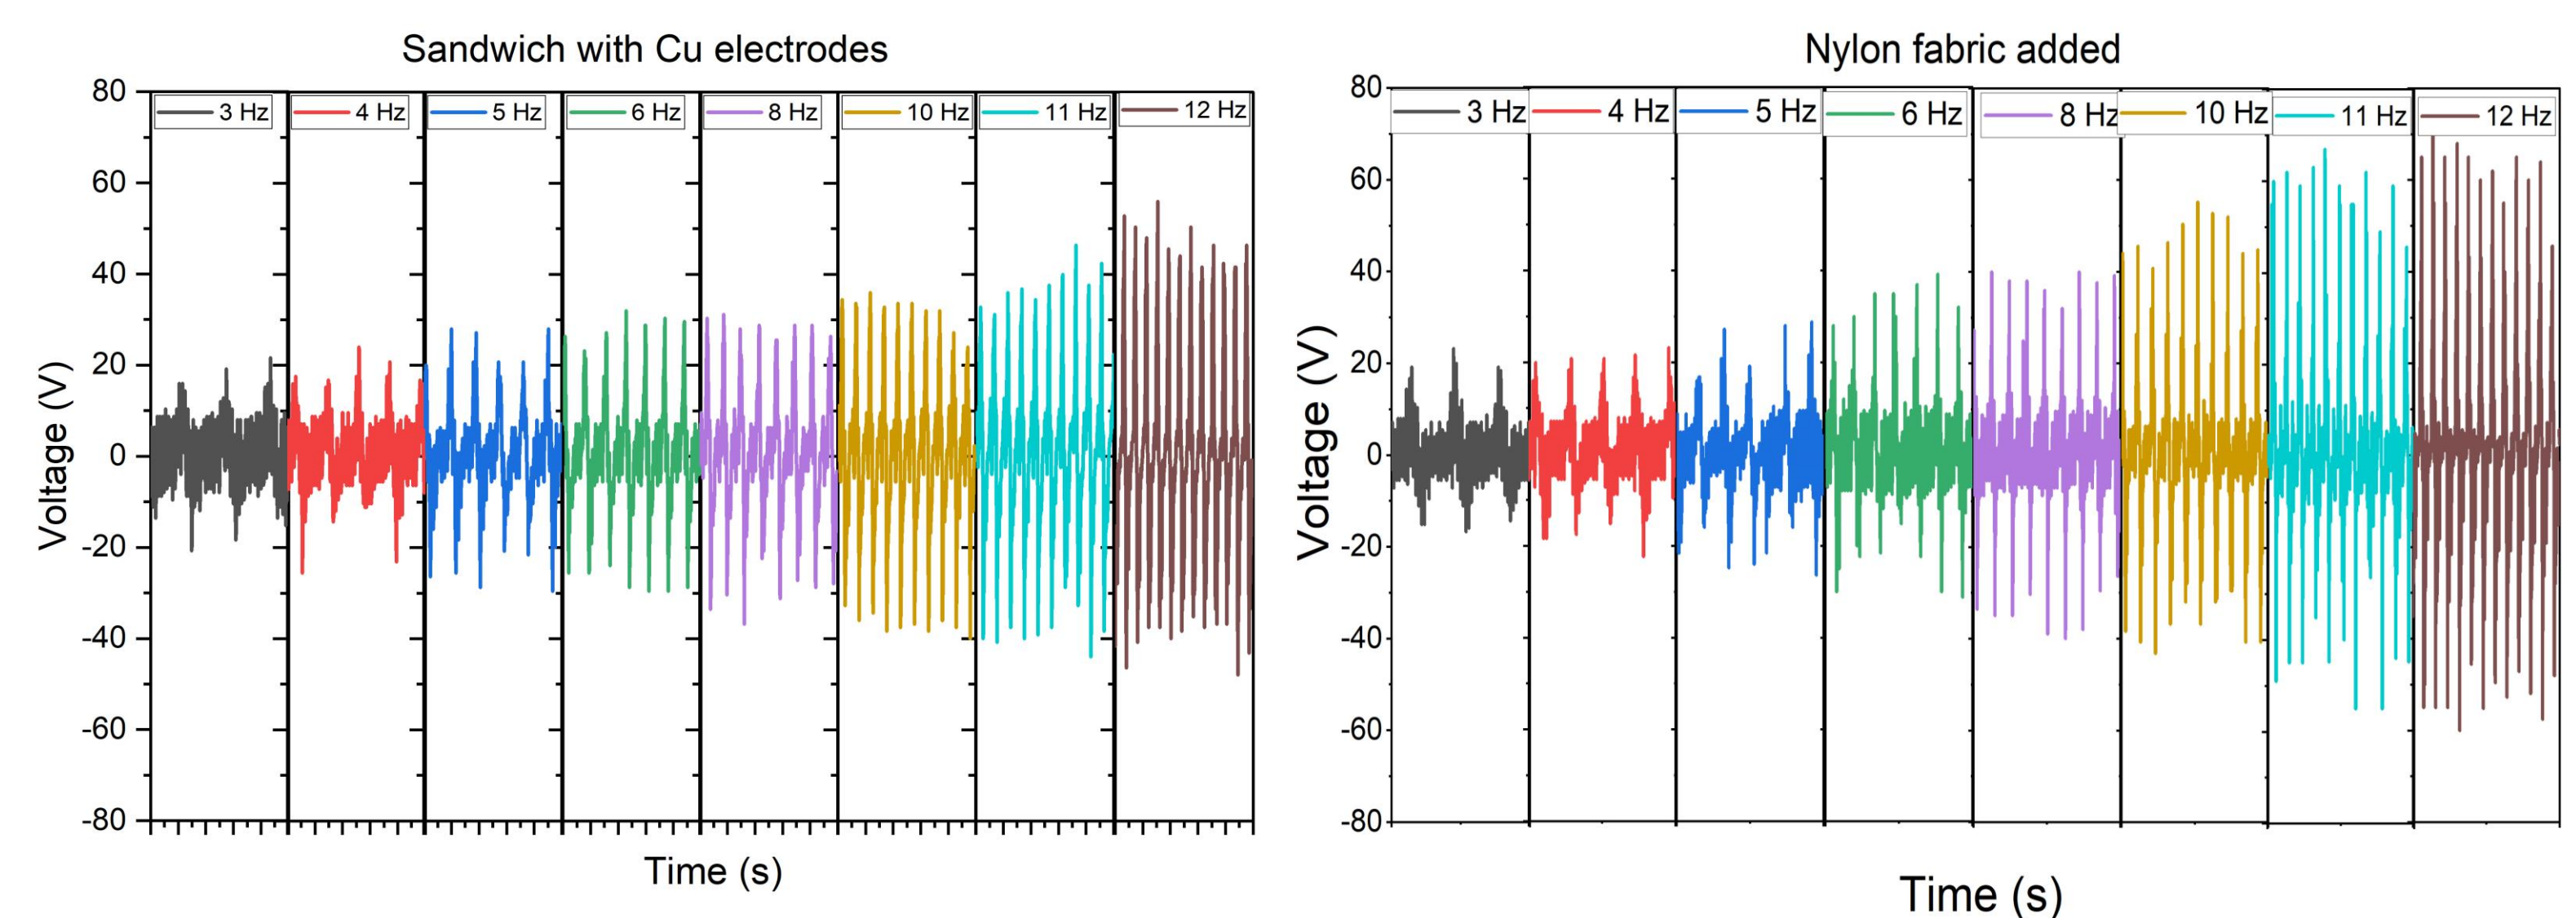 Sandwich with Cu electrodes
80
60
40
20
0
-20
-40
-60
-80
Voltage (V)
3 Hz
4 Hz
5 Hz
6 Hz
8 Hz
10 Hz
11 Hz
12 Hz
Time (s)
Nylon fabric added
80
60
40
20
0
-20
-40
-60
-80
Voltage (V)
3 Hz
4 Hz
5 Hz
6 Hz
8 Hz
10 Hz
11 Hz
12 Hz
Time (s)